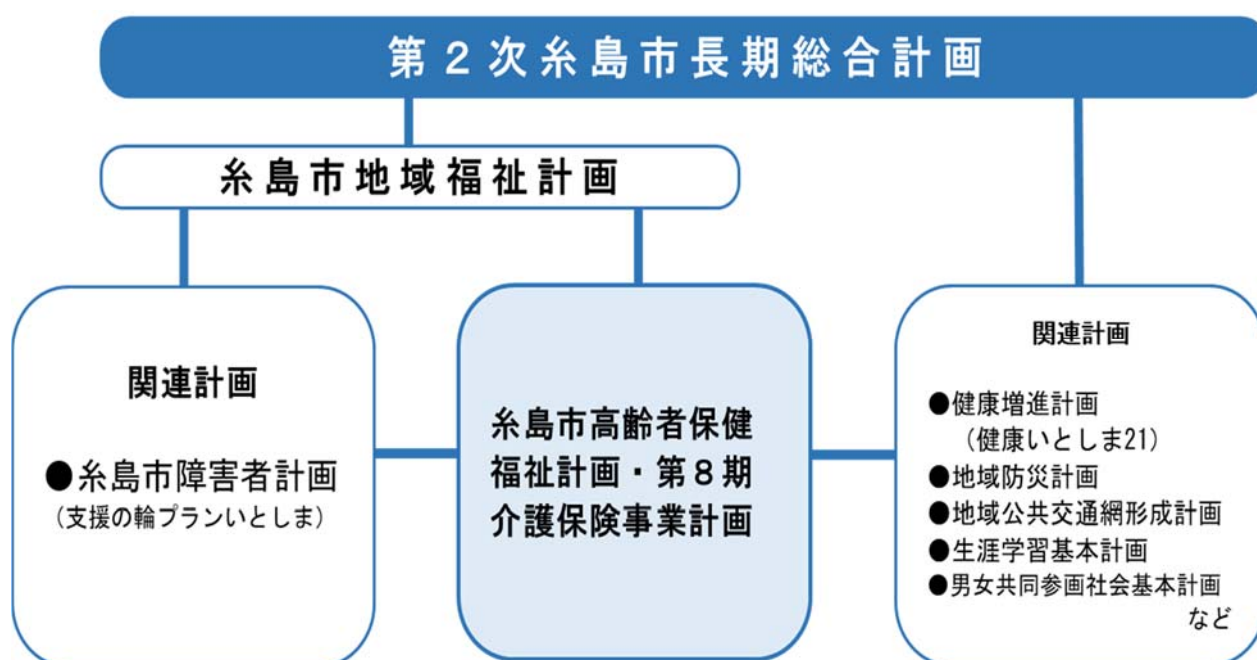 第２次糸島市長期総合計画
糸島市地域福祉計画
関連計画
●糸島市障害者計画
（支援の輪プランいとしま）
糸島市高齢者保健
福祉計画・第８期
介護保険事業計画
関連計画
●健康増進計画
（健康いとしま21）
●地域防災計画
●地域公共交通網形成計画
●生涯学習基本計画
●男女共同参画社会基本計画
など